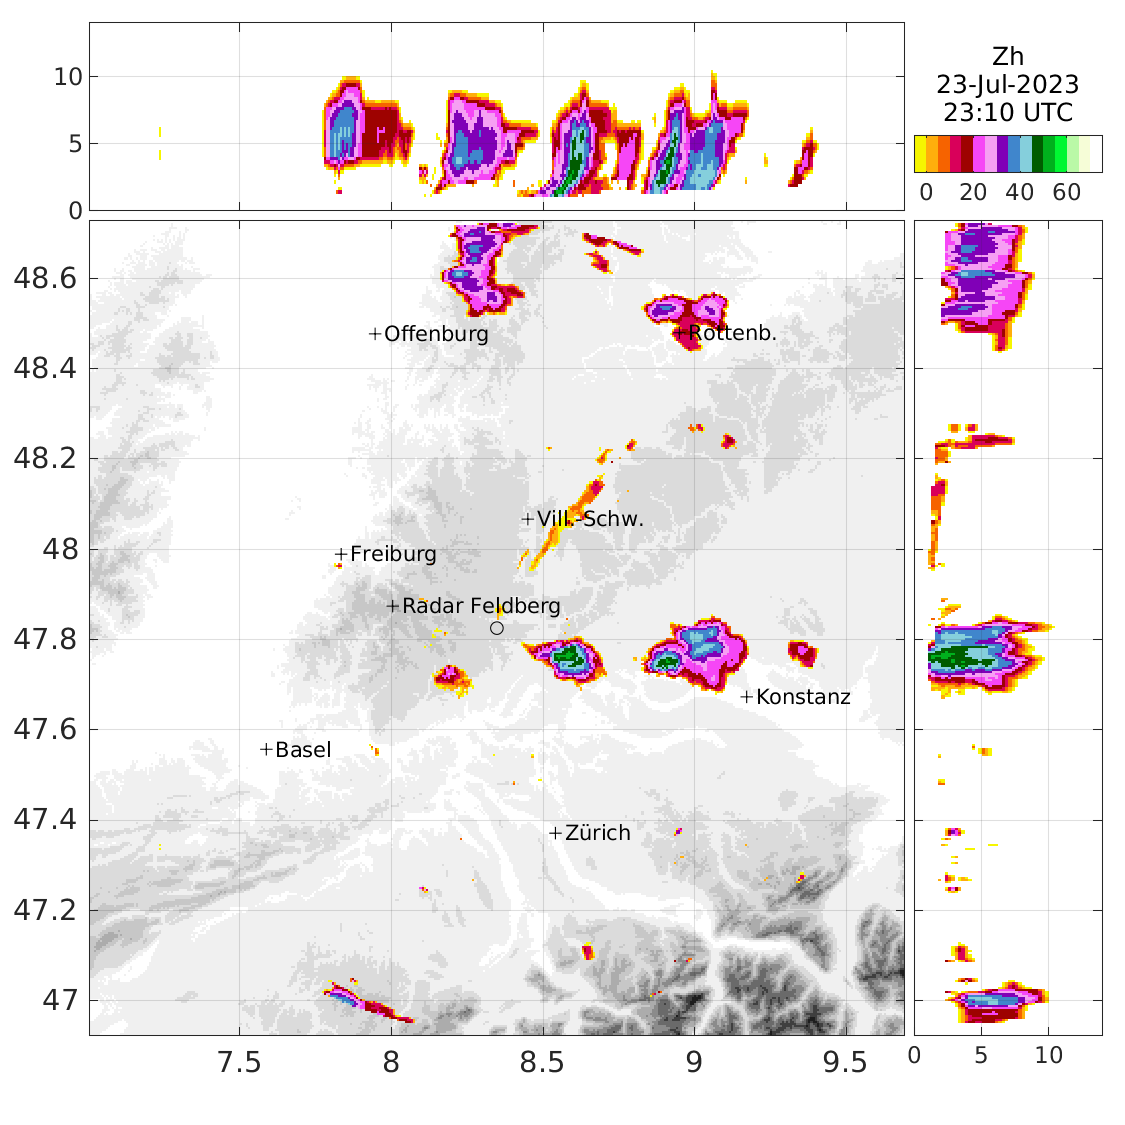 Zh
23-Jul-2023
23:10 UTC
0 20 40 60
10
5
0
48.6
48.4
48.2
48
47.8
47.6
47.4
47.2
47
Offenburg
Rottenb.
Vill.-Schw.
Freiburg
Radar Feldberg
Konstanz
Basel
Zürich
7.5 8 8.5 9 9.5
0 5 10